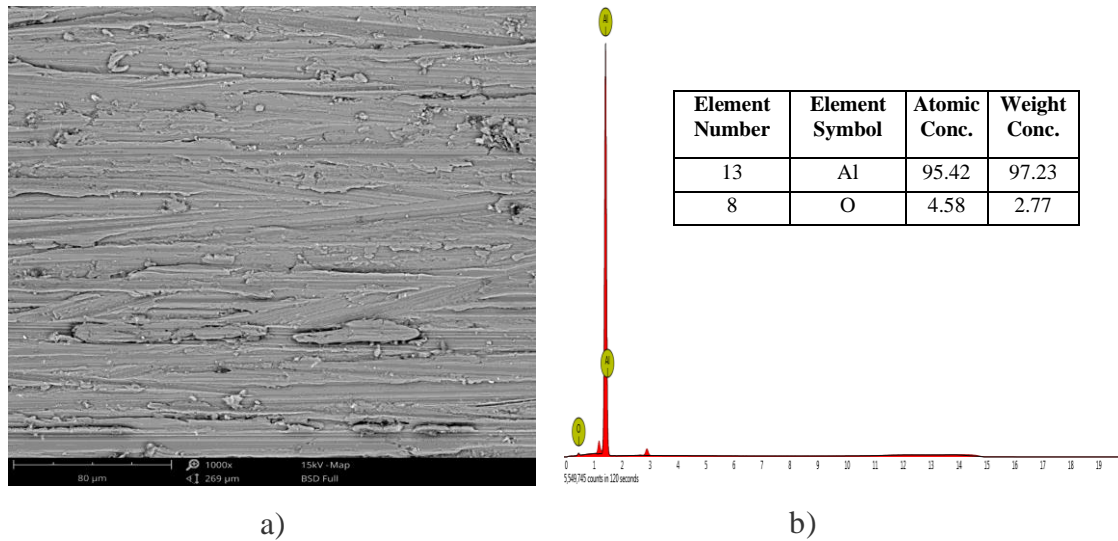 1000x
80 µm
269 µm
15kV - Map
BSD Full
a)
Al
Al
O
Element Number Element Symbol Atomic Conc. Weight Conc.
13 Al 95.42 97.23
8 O 4.58 2.77
0 1 2 3 4 5 6 7 8 9 10 11 12 13 14 15 16 17 18 19
5,549,745 counts in 120 seconds
b)